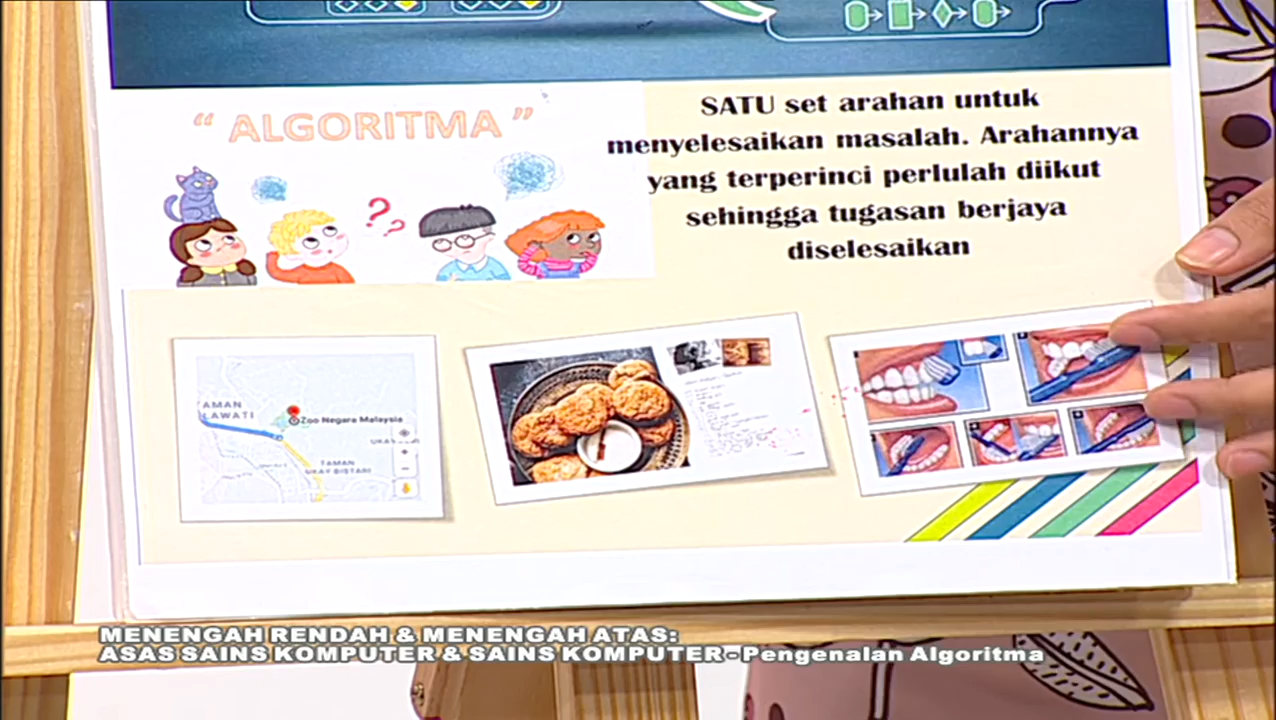 “ ALGORITMA ”
SATU set arahan untuk
menyelesaikan masalah. Arahannya
yang terperinci perlulah diikut
sehingga tugasan berjaya
diselesaikan
? ?
TAMAN
Zoo Negara Malaysia
TAMAN
MENENGAH RENDAH & MENENGAH ATAS:
ASAS SAINS KOMPUTER & SAINS KOMPUTER - Pengenalan Algoritma